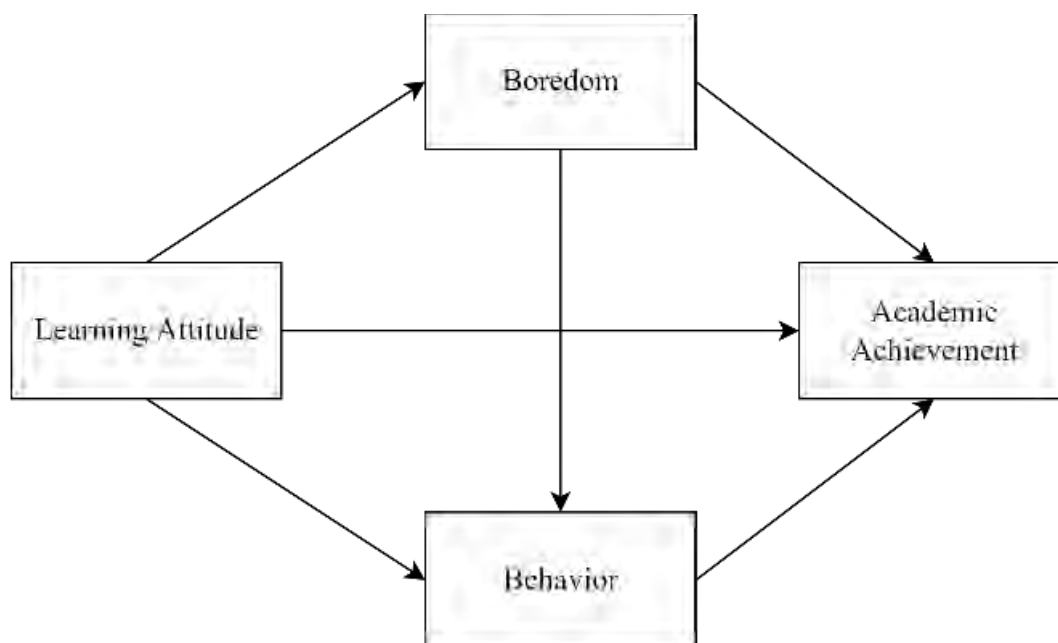 Boredom
Learning Attitude
Academic
Achievement
Behavior